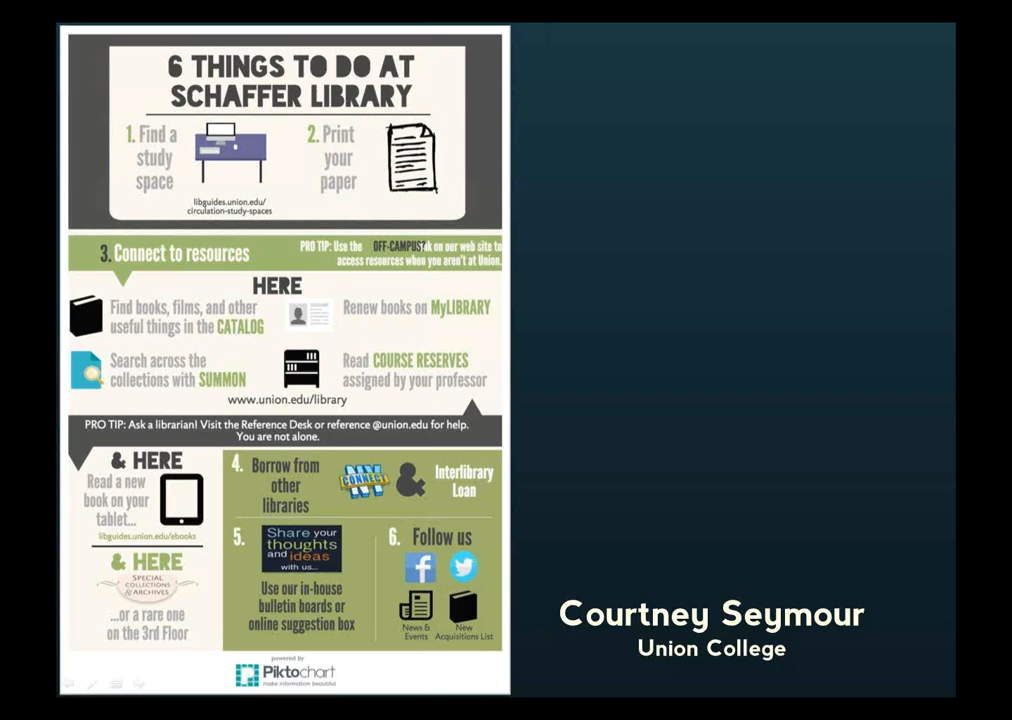 6 THINGS TO DO AT
SCHAFFER LIBRARY
1. Find a
study
space
libguides.union.edu/
circulation-study-spaces
2. Print
your
paper
3. Connect to resources
PRO TIP: Use the OFF-CAMPUS? link on our web site to
access resources when you aren't at Union.
HERE
Find books, films, and other
useful things in the CATALOG
Renew books on MyLIBRARY
Search across the
collections with SUMMON
Read COURSE RESERVES
assigned by your professor
www.union.edu/library
PRO TIP: Ask a librarian! Visit the Reference Desk or reference @union.edu for help.
You are not alone.
& HERE
Read a new
book on your
tablet...
libguides.union.edu/ebooks
& HERE
SPECIAL
COLLECTIONS
& ARCHIVES
...or a rare one
on the 3rd Floor
4. Borrow from
other
libraries
CONNECT
NY
&
Interlibrary
Loan
5.
Share your
thoughts
and ideas
with us...
Use our in-house
bulletin boards or
online suggestion box
6. Follow us
News &
Events
New
Acquisitions List
powered by
Piktochart
make information beautiful
Courtney Seymour
Union College